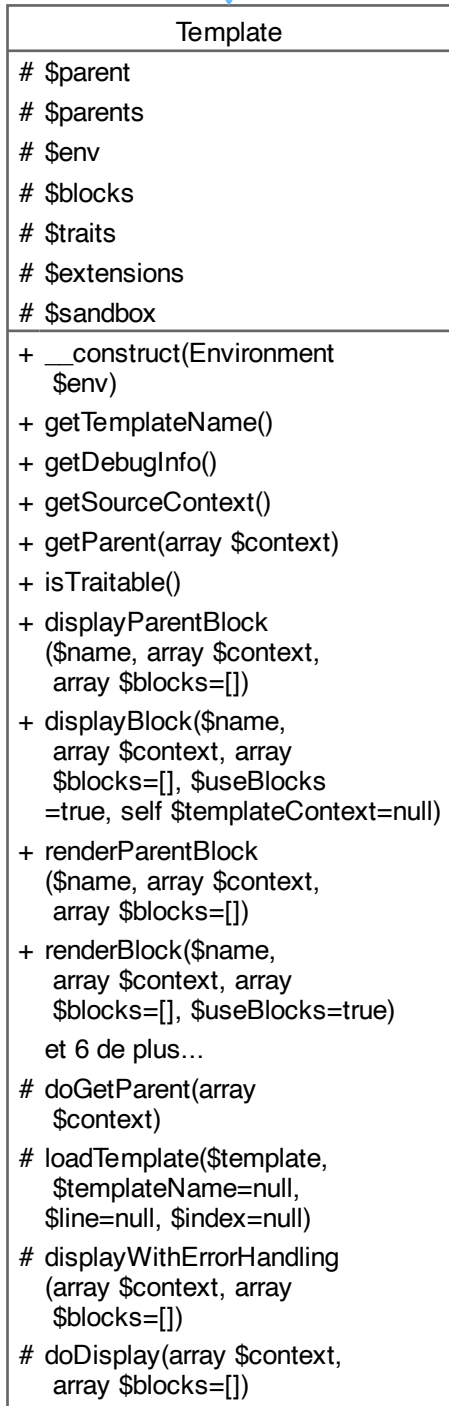 Template
# $parent
# $parents
# $env
# $blocks
# $traits
# $extensions
# $sandbox
+ __construct(Environment
$env)
+ getTemplateName()
+ getDebugInfo()
+ getSourceContext()
+ getParent(array $context)
+ isTraitable()
+ displayParentBlock
($name, array $context,
array $blocks=[])
+ displayBlock($name,
array $context, array
$blocks=[], $useBlocks
=true, self $templateContext=null)
+ renderParentBlock
($name, array $context,
array $blocks=[])
+ renderBlock($name,
array $context, array
$blocks=[], $useBlocks=true)
et 6 de plus...
# doGetParent(array
$context)
# loadTemplate($template,
$templateName=null,
$line=null, $index=null)
# displayWithErrorHandling
(array $context, array
$blocks=[])
# doDisplay(array $context,
array $blocks=[])